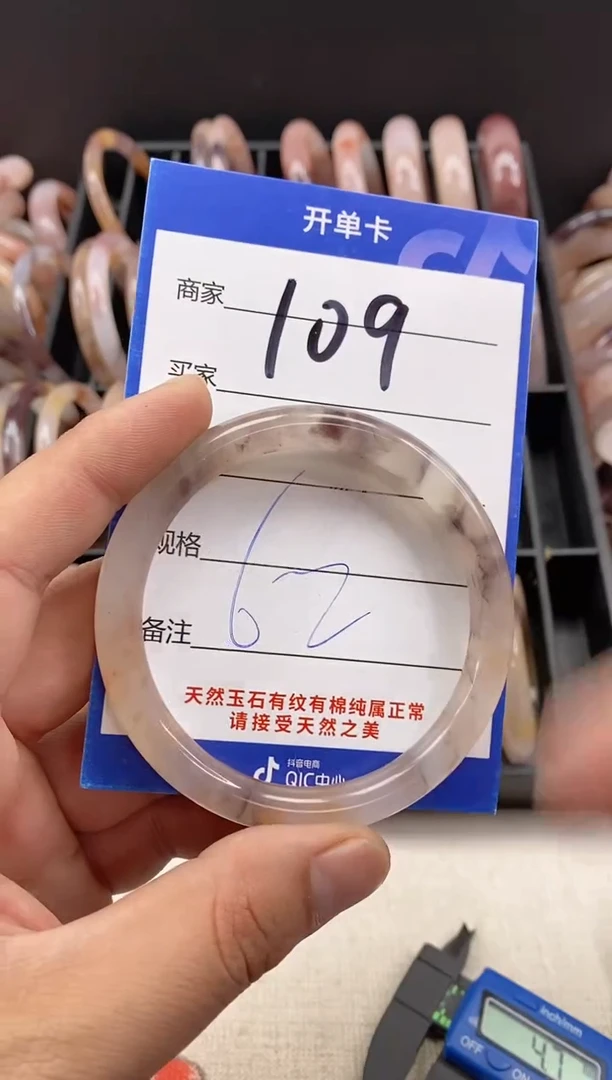 开单卡
商家 109
买家
规格 62
备注
天然玉石有纹有棉纯属正常
请接受天然之美
抖音电商
QIC中心
inch/mm
4.7
OFF
ON